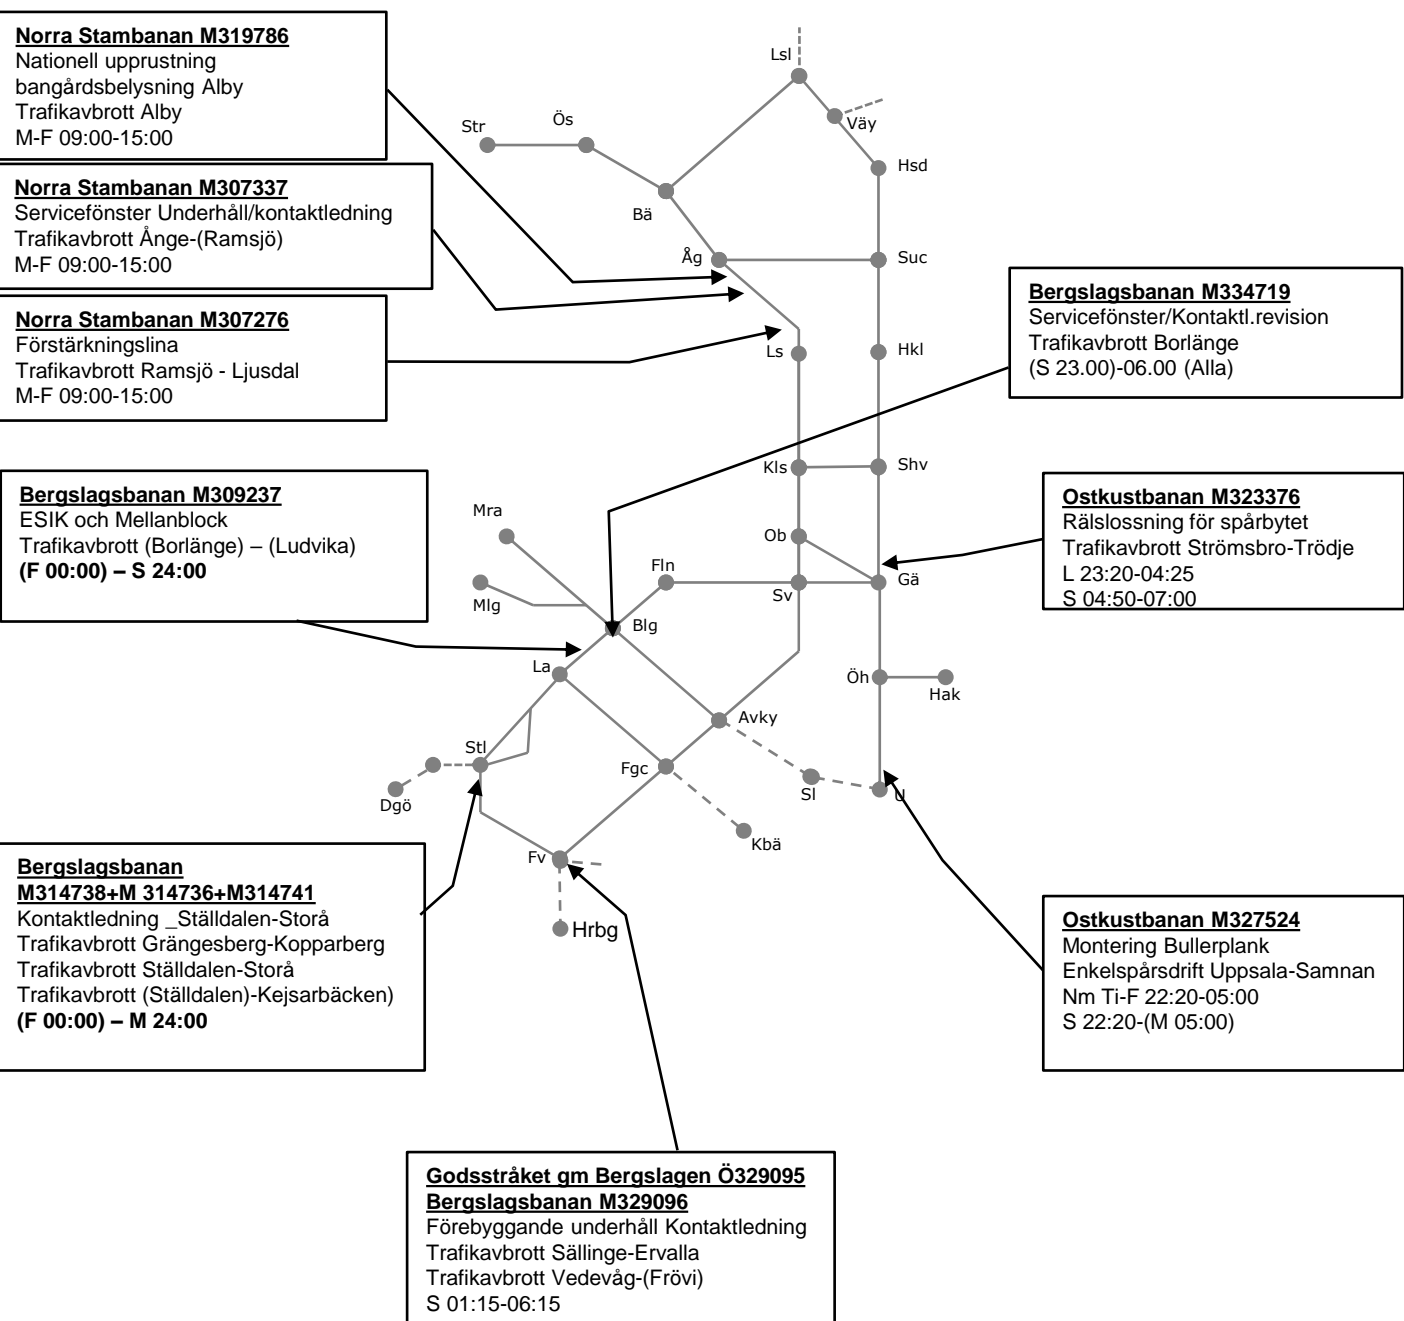 Norra Stambanan M319786
Nationell upprustning
bangårdsbelysning Alby
Trafikavbrott Alby
M-F 09:00-15:00
Norra Stambanan M307337
Servicefönster Underhåll/kontaktledning
Trafikavbrott Ånge-(Ramsjö)
M-F 09:00-15:00
Norra Stambanan M307276
Förstärkningslina
Trafikavbrott Ramsjö - Ljusdal
M-F 09:00-15:00
Bergslagsbanan M309237
ESIK och Mellanblock
Trafikavbrott (Borlänge) – (Ludvika)
(F 00:00) – S 24:00
Bergslagsbanan
M314738+M 314736+M314741
Kontaktledning _Ställdalen-Storå
Trafikavbrott Grängesberg-Kopparberg
Trafikavbrott Ställdalen-Storå
Trafikavbrott (Ställdalen)-Kejsarbäcken)
(F 00:00) – M 24:00
Godsstråket gm Bergslagen Ö329095
Bergslagsbanan M329096
Förebyggande underhåll Kontaktledning
Trafikavbrott Sällinge-Ervalla
Trafikavbrott Vedevåg-(Frövi)
S 01:15-06:15
Bergslagsbanan M334719
Servicefönster/Kontaktl.revision
Trafikavbrott Borlänge
(S 23.00)-06.00 (Alla)
Ostkustbanan M323376
Rälslossning för spårbytet
Trafikavbrott Strömsbro-Trödje
L 23:20-04:25
S 04:50-07:00
Ostkustbanan M327524
Montering Bullerplank
Enkelspårsdrift Uppsala-Samnan
Nm Ti-F 22:20-05:00
S 22:20-(M 05:00)
Lsl
Väy
Str
Ös
Hsd
Bä
Åg
Suc
Ls
Hkl
Kls
Shv
Mra
Ob
Fln
Mlg
Sv
Gä
Blg
La
Öh
Hak
Avky
Stl
Fgc
Sl
U
Dgö
Kbä
Fv
Hrbg